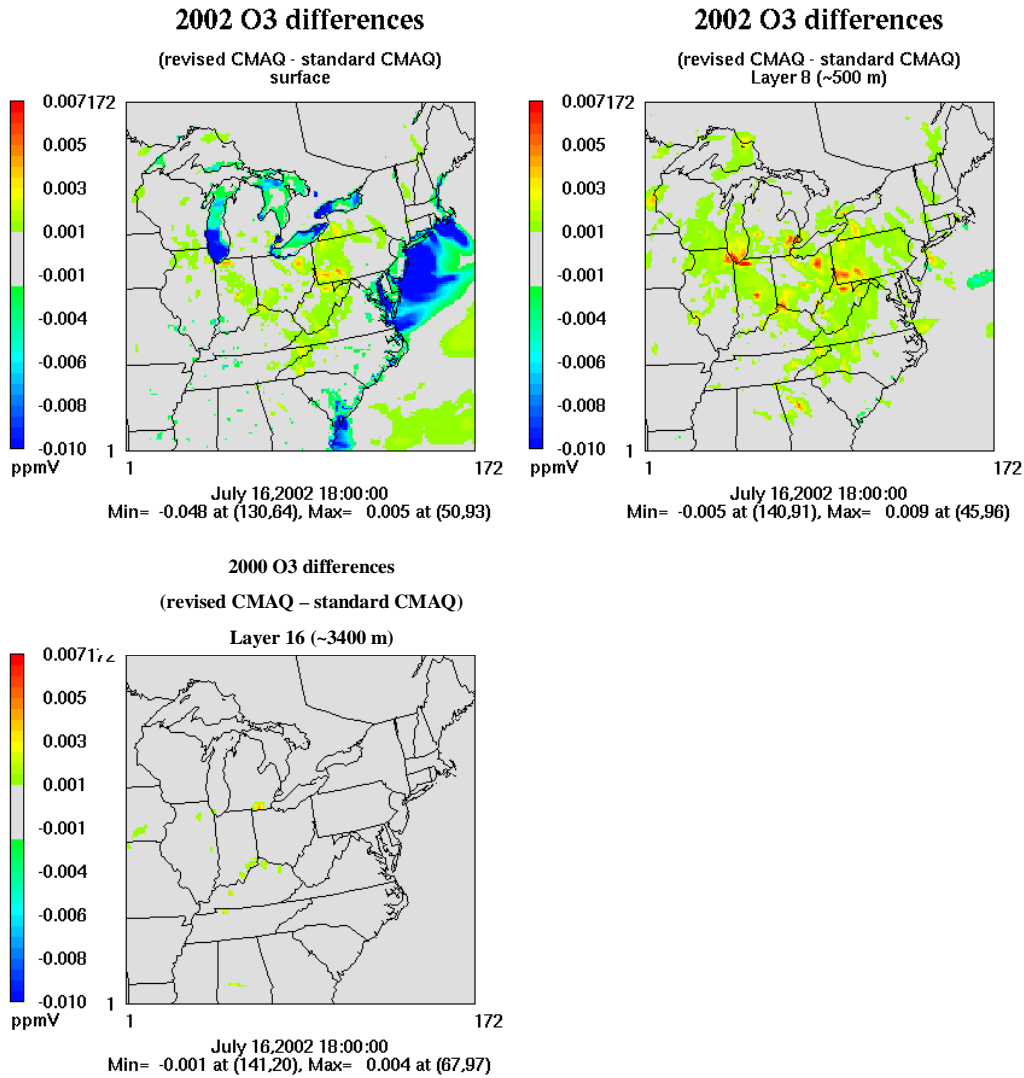 2002 O3 differences
(revised CMAQ - standard CMAQ)
surface
0.007
172
0.005
0.003
0.001
-0.001
-0.004
-0.006
-0.008
-0.010
1
ppmV
1
172
July 16,2002 18:00:00
Min= -0.048 at (130,64), Max= 0.005 at (50,93)
2002 O3 differences
(revised CMAQ - standard CMAQ)
Layer 8 (~500 m)
0.007
172
0.005
0.003
0.001
-0.001
-0.004
-0.006
-0.008
-0.010
1
ppmV
1
172
July 16,2002 18:00:00
Min= -0.005 at (140,91), Max= 0.009 at (45,96)
2000 O3 differences
(revised CMAQ – standard CMAQ)
Layer 16 (~3400 m)
0.007
172
0.005
0.003
0.001
-0.001
-0.004
-0.006
-0.008
-0.010
1
ppmV
1
172
July 16,2002 18:00:00
Min= -0.001 at (141,20), Max= 0.004 at (67,97)